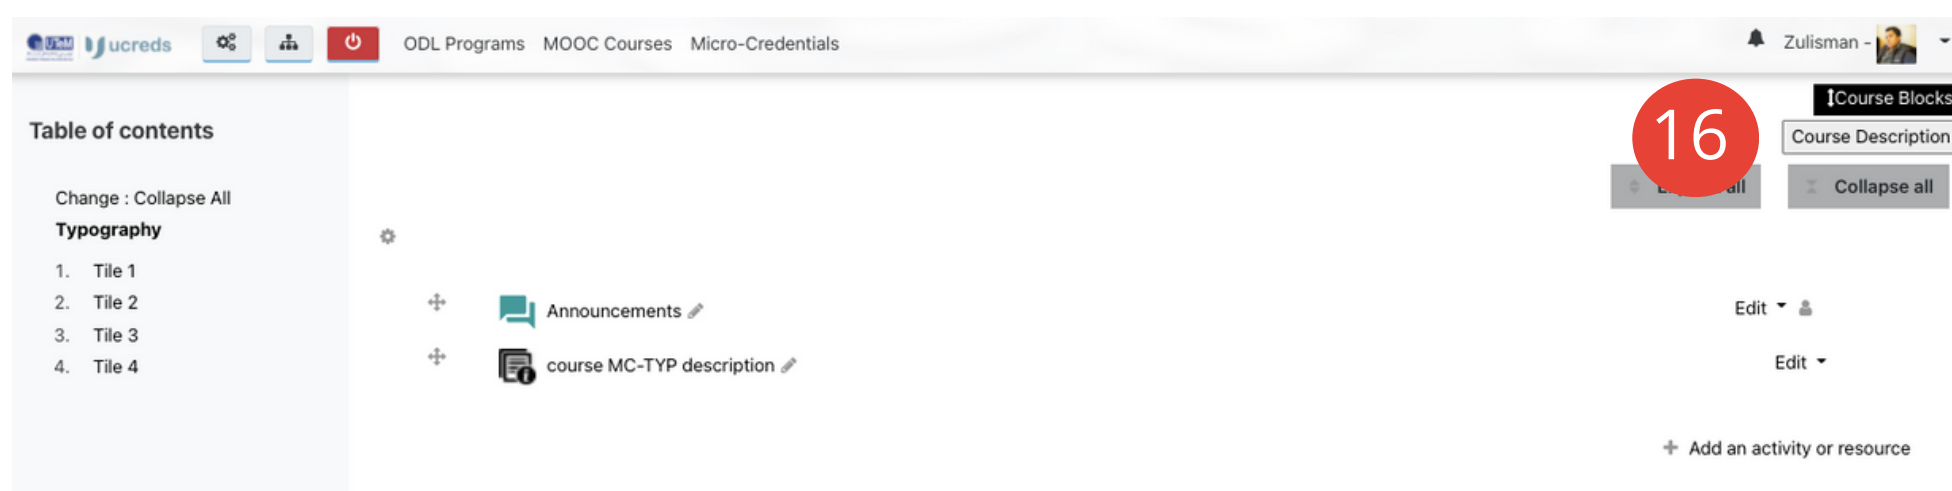 UTeM ucreds ODL Programs MOOC Courses Micro-Credentials Zulisman -
Course Blocks
16
Course Description
Table of contents
all Collapse all
Change : Collapse All
Typography
1. Tile 1
2. Tile 2
3. Tile 3
4. Tile 4
Announcements Edit
course MC-TYP description Edit
Add an activity or resource